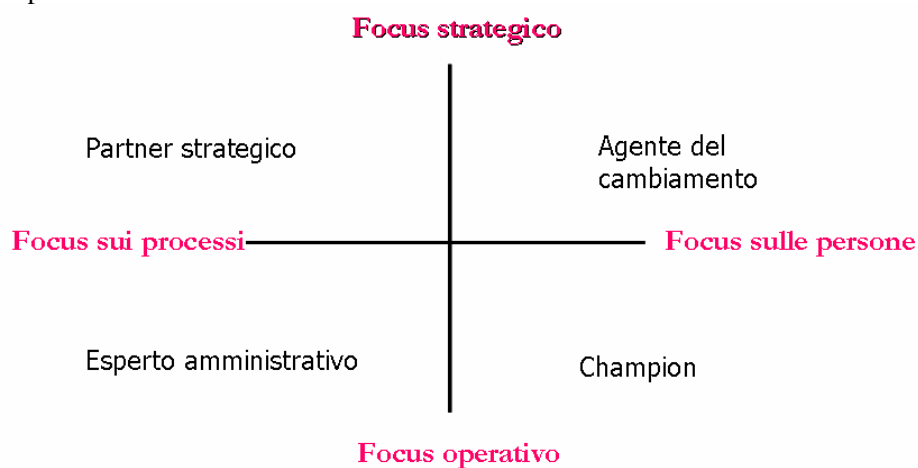 Focus strategico
Partner strategico
Agente del
cambiamento
Focus sui processi
Focus sulle persone
Esperto amministrativo
Champion
Focus operativo